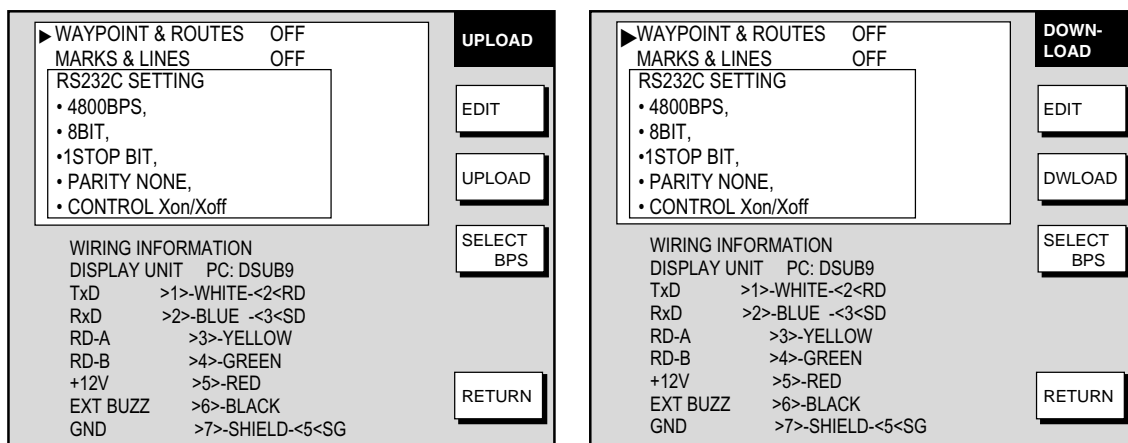 ▶WAYPOINT & ROUTES OFF
MARKS & LINES OFF
RS232C SETTING
• 4800BPS,
• 8BIT,
•1STOP BIT,
• PARITY NONE,
• CONTROL Xon/Xoff
WIRING INFORMATION
DISPLAY UNIT PC: DSUB9
TxD >1>-WHITE-<2<RD
RxD >2>-BLUE -<3<SD
RD-A >3>-YELLOW
RD-B >4>-GREEN
+12V >5>-RED
EXT BUZZ >6>-BLACK
GND >7>-SHIELD-<5<SG
UPLOAD
EDIT
UPLOAD
SELECT
BPS
RETURN
▶WAYPOINT & ROUTES OFF
MARKS & LINES OFF
RS232C SETTING
• 4800BPS,
• 8BIT,
•1STOP BIT,
• PARITY NONE,
• CONTROL Xon/Xoff
WIRING INFORMATION
DISPLAY UNIT PC: DSUB9
TxD >1>-WHITE-<2<RD
RxD >2>-BLUE -<3<SD
RD-A >3>-YELLOW
RD-B >4>-GREEN
+12V >5>-RED
EXT BUZZ >6>-BLACK
GND >7>-SHIELD-<5<SG
DOWN-
LOAD
EDIT
DWLOAD
SELECT
BPS
RETURN